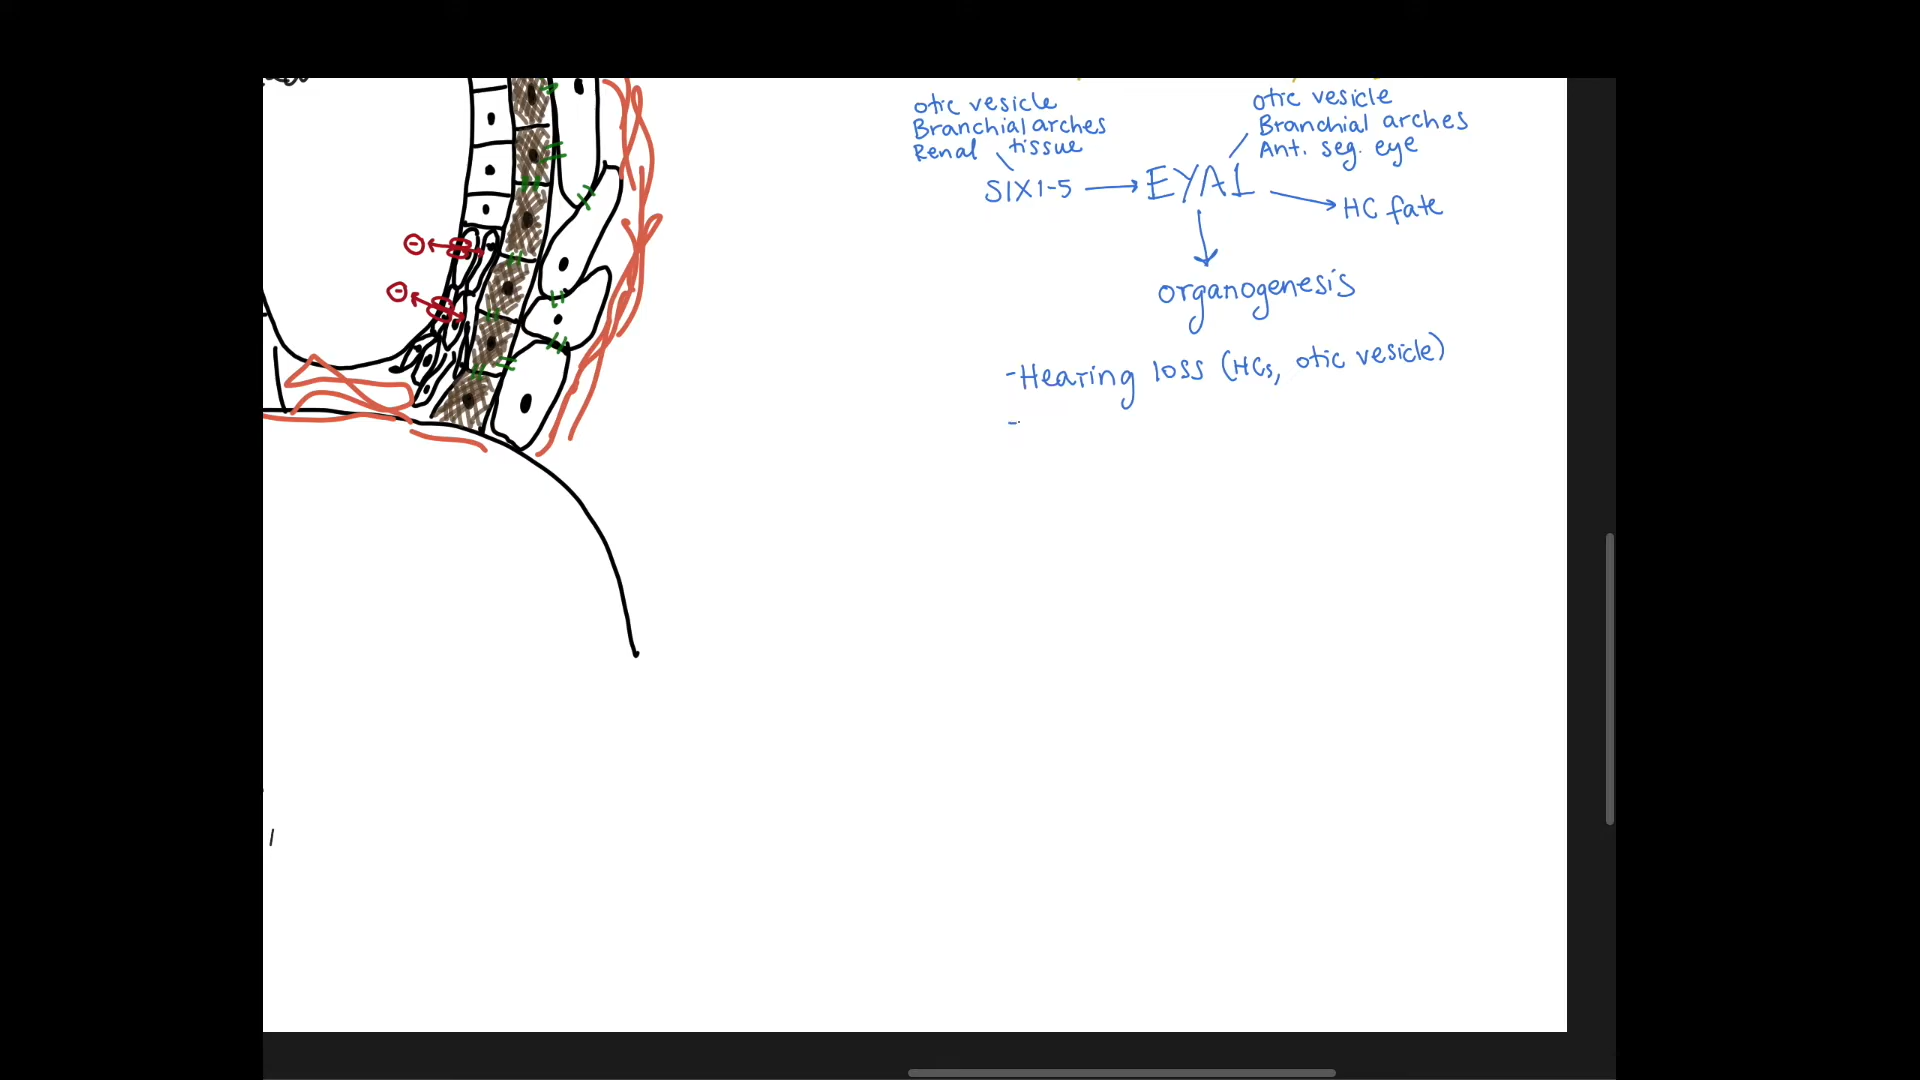 otic vesicle
Branchial arches
Renal tissue
otic vesicle
Branchial arches
Ant. seg. eye
SIX1-5 → EYA1
HC fate
organogenesis
-Hearing loss (HCs, otic vesicle)
-